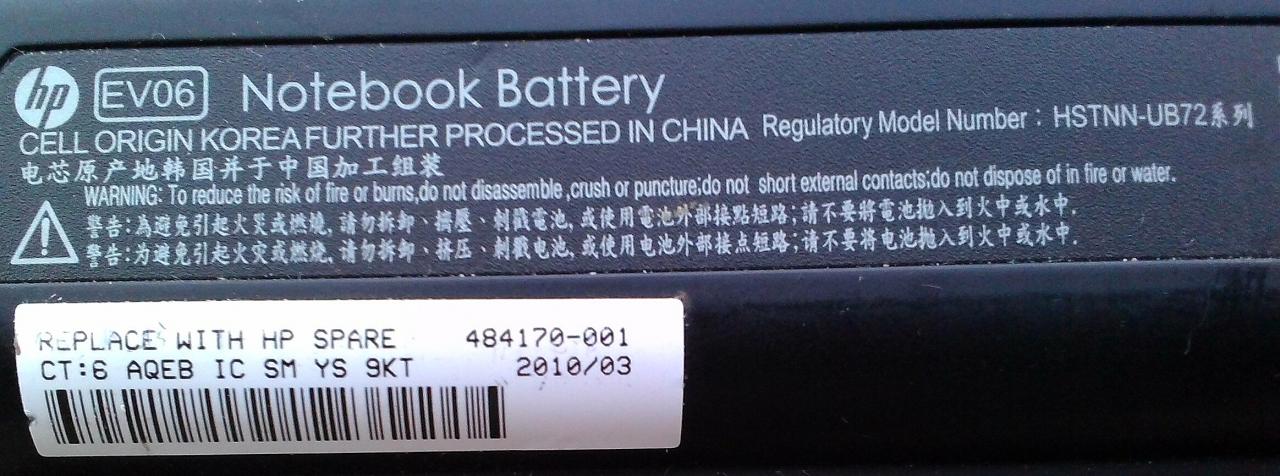 hp EV06 Notebook Battery
CELL ORIGIN KOREA FURTHER PROCESSED IN CHINA Regulatory Model Number : HSTNN-UB72系列
电芯原产地韩国并于中国加工组装
WARNING: To reduce the risk of fire or burns,do not disassemble ,crush or puncture;do not short external contacts;do not dispose of in fire or water.
警告:為避免引起火災或燃燒, 請勿拆卸、擠壓、刺戳電池, 或使用電池外部接點短路;請不要將電池拋入到火中或水中.
警告:为避免引起火灾或燃烧, 请勿拆卸、挤压、刺戳电池, 或使用电池外部接点短路;请不要将电池抛入到火中或水中.
REPLACE WITH HP SPARE 484170-001
CT:6 AQEB IC SM YS 9KT 2010/03